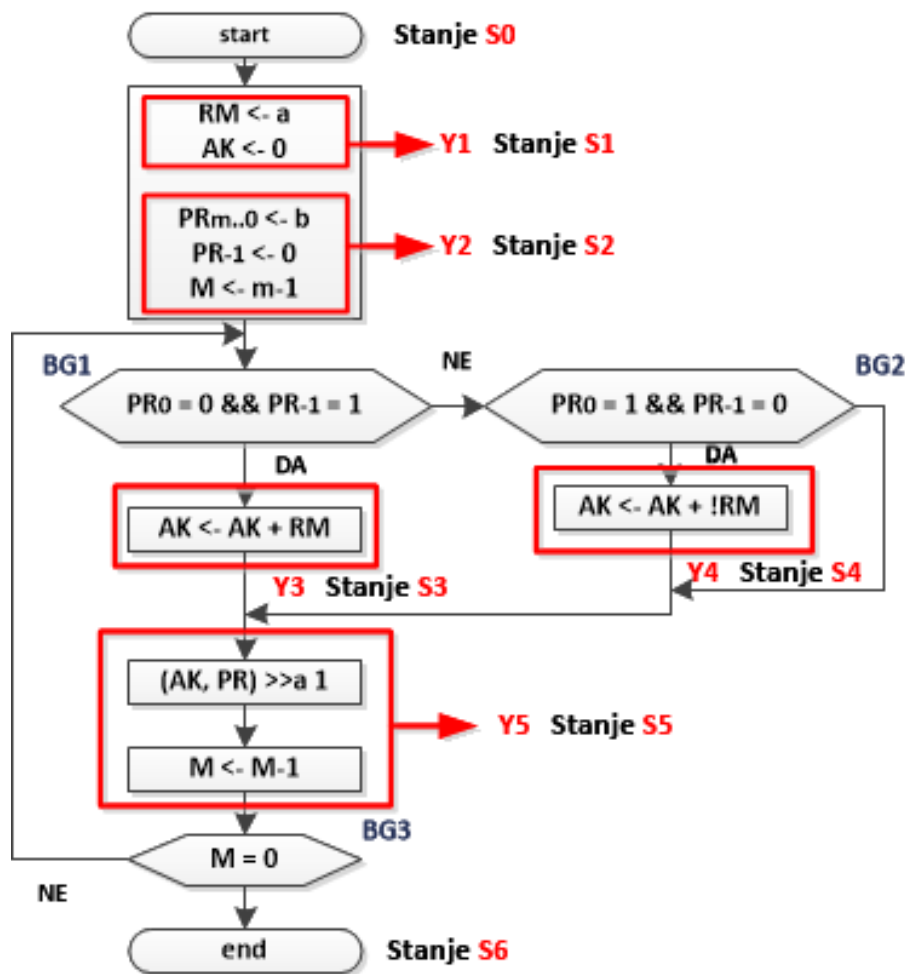 start
Stanje S0
RM <- a
AK <- 0
Y1 Stanje S1
PRm..0 <- b
PR-1 <- 0
M <- m-1
Y2 Stanje S2
BG1
PR0 = 0 && PR-1 = 1
NE
BG2
PR0 = 1 && PR-1 = 0
DA
DA
AK <- AK + RM
AK <- AK + !RM
Y3 Stanje S3
Y4 Stanje S4
(AK, PR) >>a 1
M <- M-1
Y5 Stanje S5
BG3
M = 0
NE
end
Stanje S6